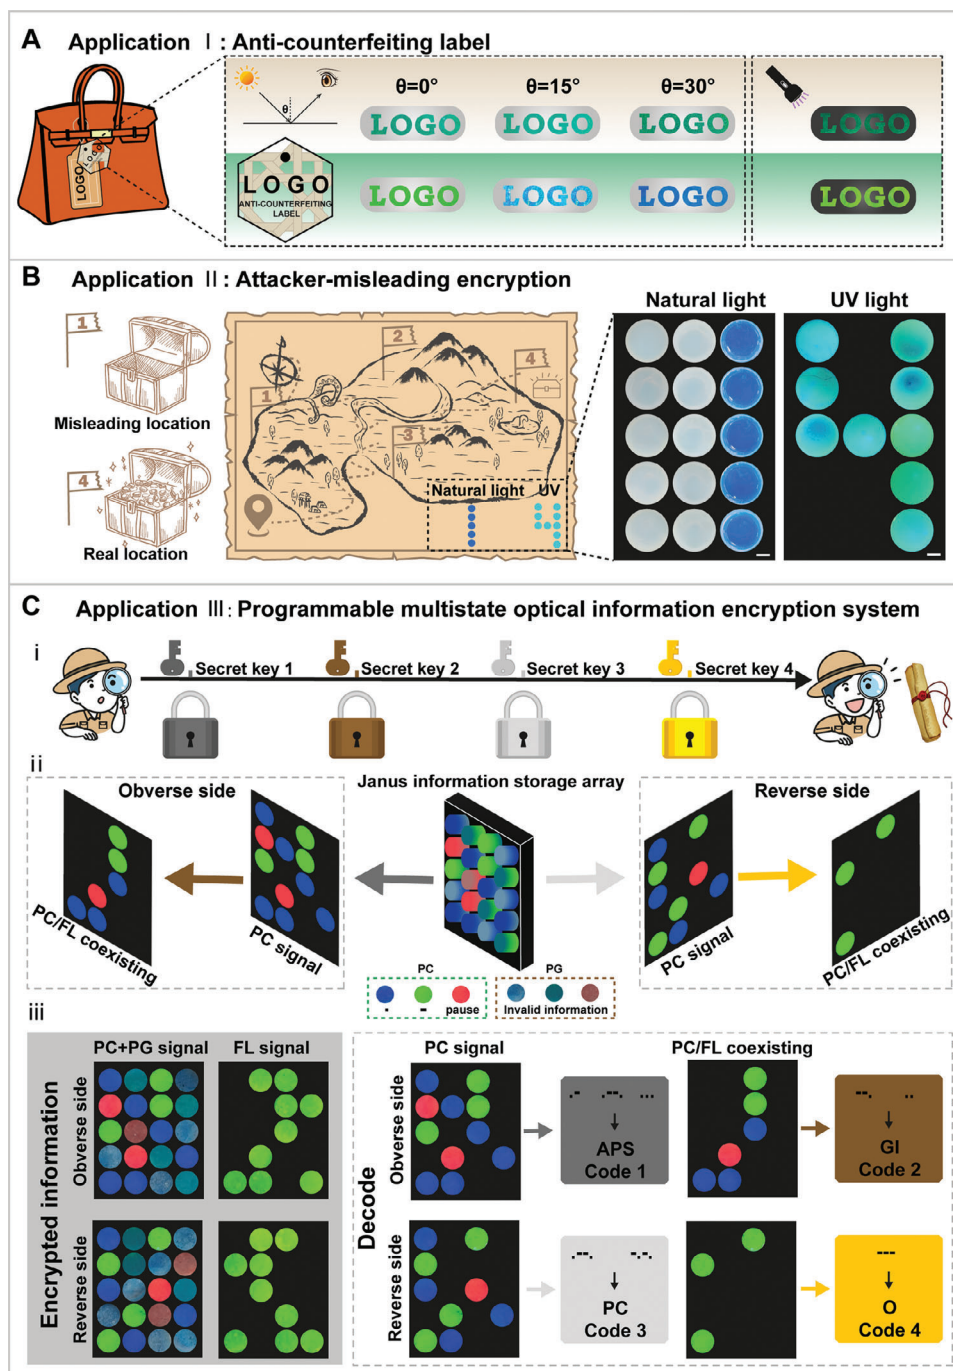 A Application I : Anti-counterfeiting label
θ
θ=0° θ=15° θ=30°
LOGO LOGO LOGO LOGO
LOGO
LOGO
LOGO
ANTI-COUNTERFEITING
LABEL
LOGO LOGO LOGO LOGO
B Application II : Attacker-misleading encryption
1
Misleading location
4
Real location
1
2
3
4
Natural light UV
Natural light UV light
C Application III: Programmable multistate optical information encryption system
i
Secret key 1 Secret key 2 Secret key 3 Secret key 4
ii
Obverse side
Janus information storage array
Reverse side
PC/FL coexisting
PC signal
PC signal
PC/FL coexisting
PC PG
. - pause Invalid information
iii
Encrypted information
PC+PG signal FL signal
Obverse side
Reverse side
Decode
PC signal PC/FL coexisting
Obverse side
.- .--. ...
APS
Code 1
--. ..
GI
Code 2
Reverse side
.--. -.-.
PC
Code 3
---
O
Code 4